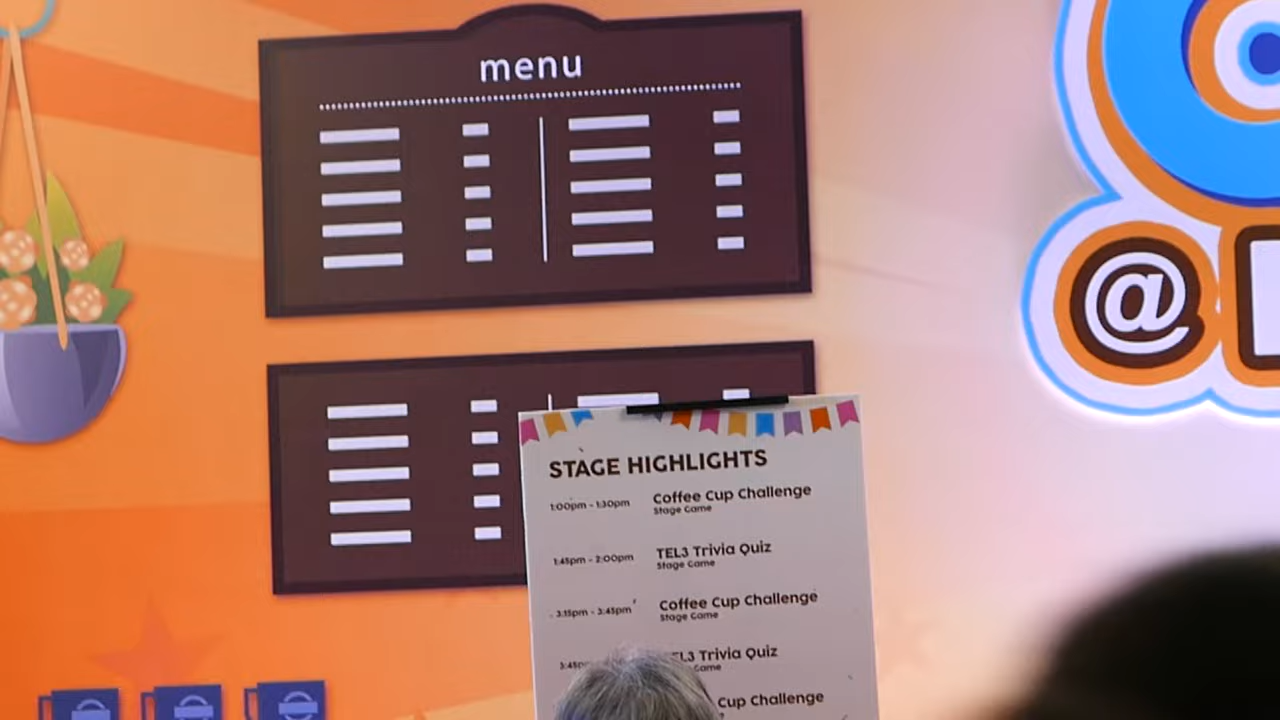 menu
@
STAGE HIGHLIGHTS
1:00pm - 1:30pm Coffee Cup Challenge
Stage Game
1:45pm - 2:00pm TEL3 Trivia Quiz
Stage Game
3:15pm - 3:45pm Coffee Cup Challenge
Stage Game
Trivia Quiz
Game
Cup Challenge